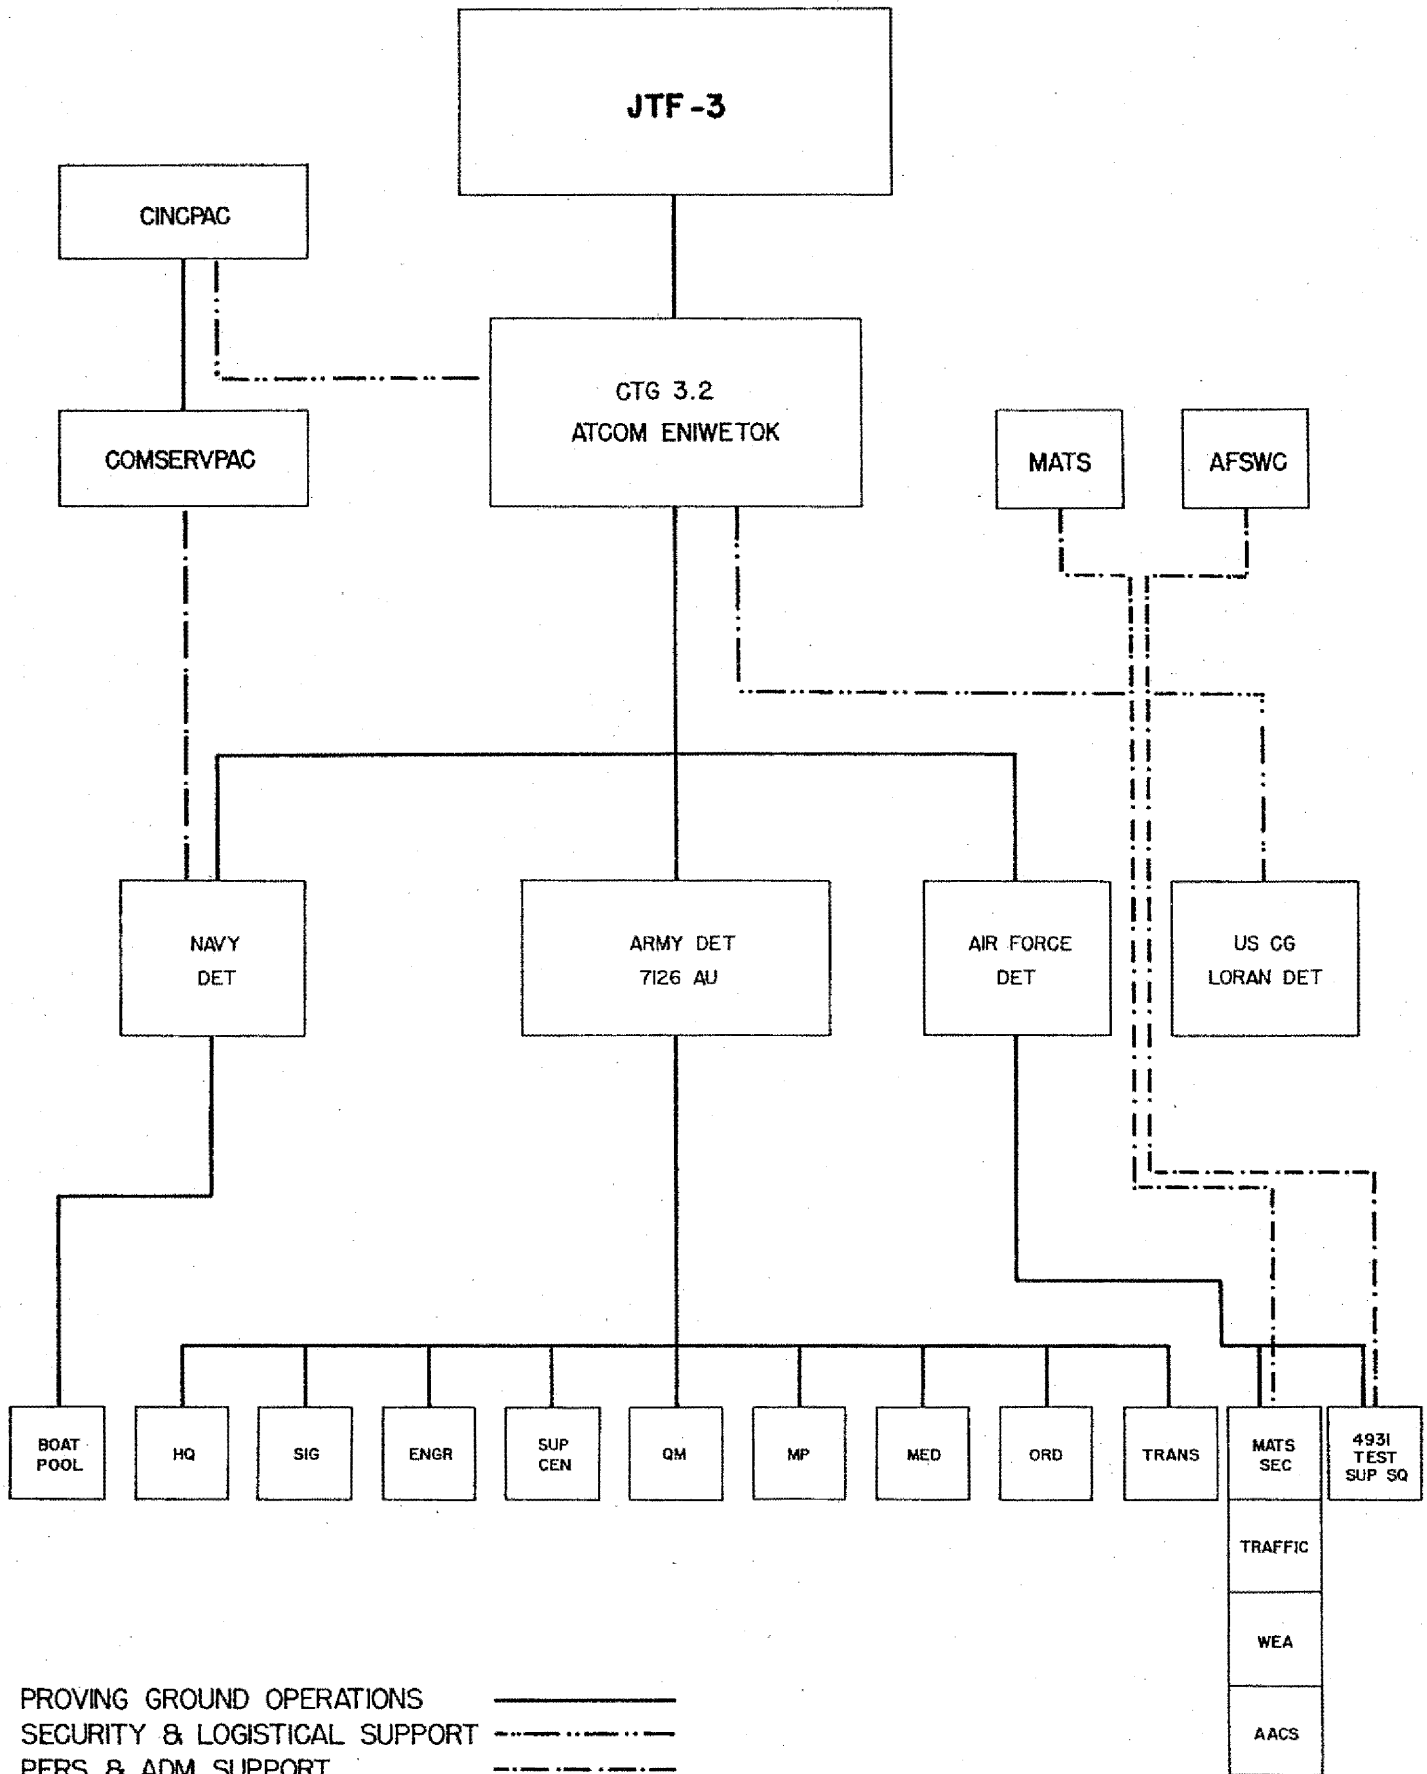 JTF-3
CINCPAC
CTG 3.2
ATCOM ENIWETOK
COMSERVPAC
MATS
AFSWC
NAVY
DET
ARMY DET
7126 AU
AIR FORCE
DET
US CG
LORAN DET
BOAT
POOL
HQ
SIG
ENGR
SUP
CEN
QM
MP
MED
ORD
TRANS
MATS
SEC
4931
TEST
SUP SQ
TRAFFIC
WEA
AACS
PROVING GROUND OPERATIONS
SECURITY & LOGISTICAL SUPPORT
PERS & ADM SUPPORT